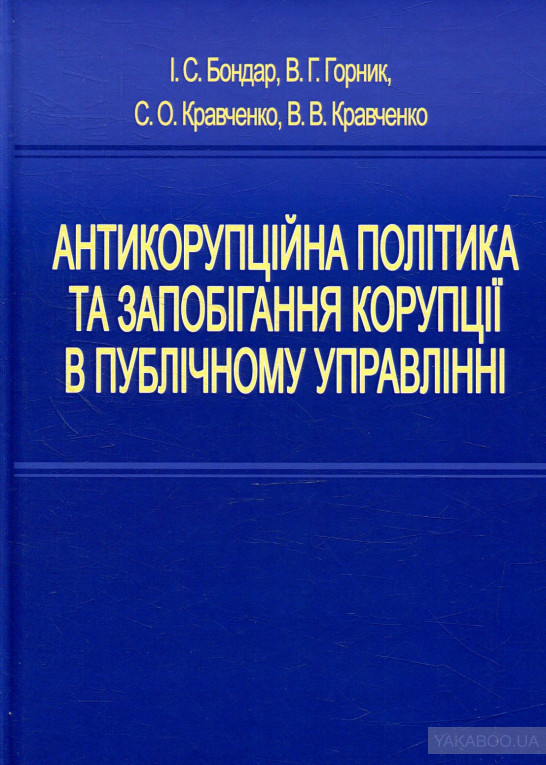 І. С. Бондар, В. Г. Горник,
С. О. Кравченко, В. В. Кравченко
АНТИКОРУПЦІЙНА ПОЛІТИКА
ТА ЗАПОБІГАННЯ КОРУПЦІЇ
В ПУБЛІЧНОМУ УПРАВЛІННІ
YAKABOO.UA